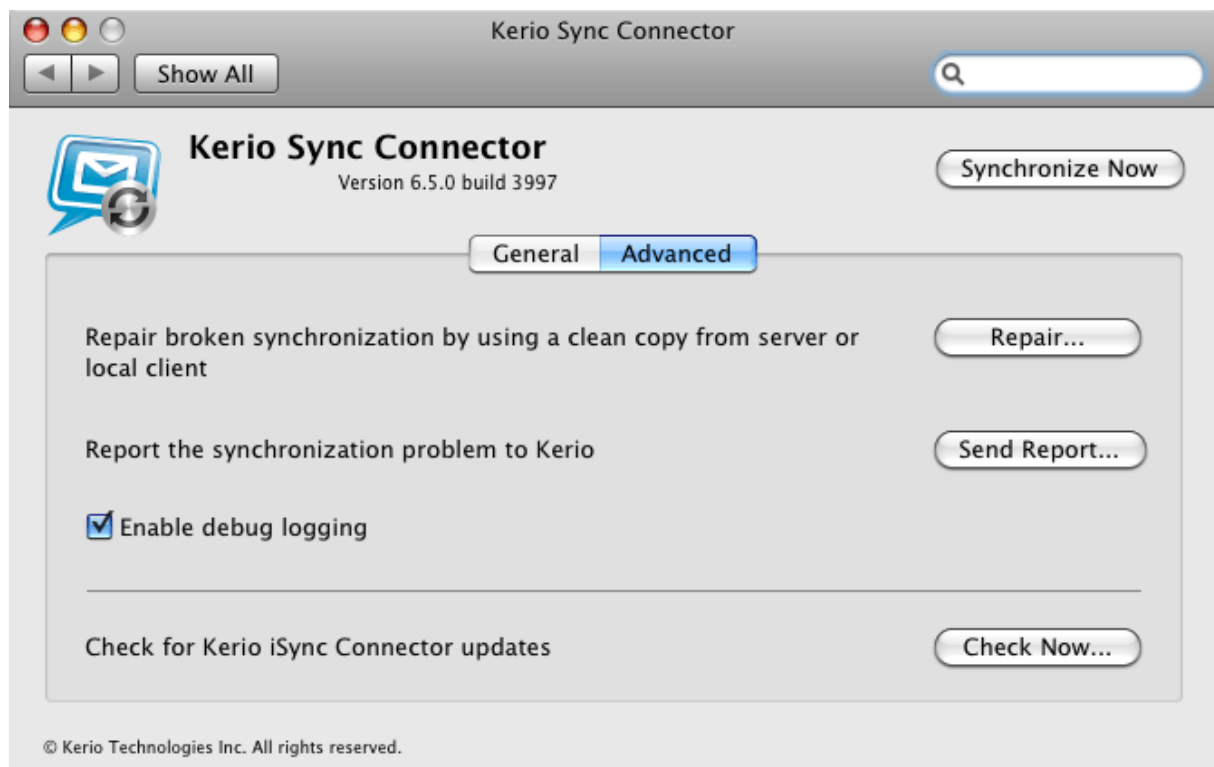 Kerio Sync Connector
Show All
Kerio Sync Connector
Version 6.5.0 build 3997
Synchronize Now
General
Advanced
Repair broken synchronization by using a clean copy from server or
local client
Repair...
Report the synchronization problem to Kerio
Send Report...
Enable debug logging
Check for Kerio iSync Connector updates
Check Now...
© Kerio Technologies Inc. All rights reserved.